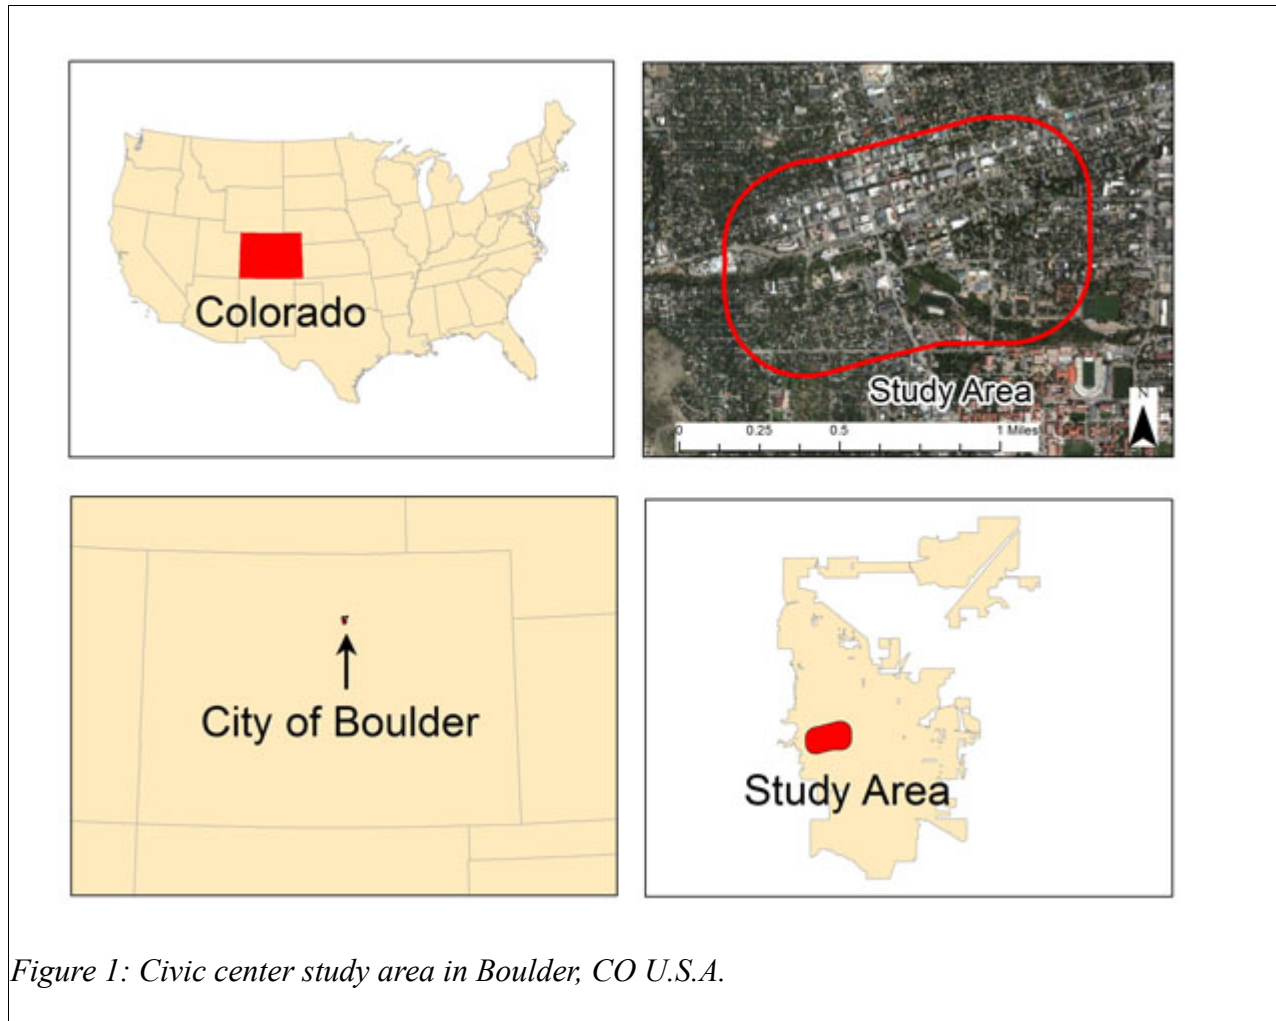 Colorado
Study Area
N
0 0.25 0.5 1 Miles
City of Boulder
Study Area
Figure 1: Civic center study area in Boulder, CO U.S.A.